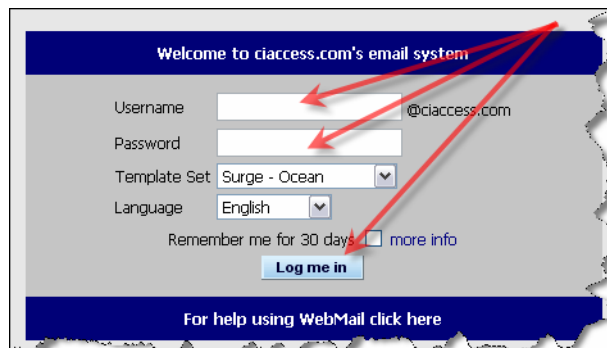 Welcome to ciaccess.com's email system
Username @ciaccess.com
Password
Template Set Surge - Ocean
Language English
Remember me for 30 days more info
Log me in
For help using WebMail click here